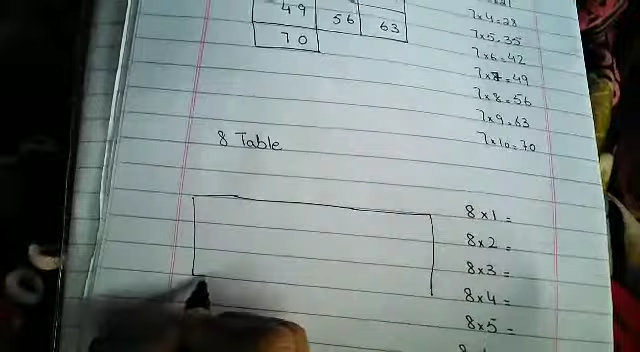 49 56 63
70
7x4=28
7x5=35
7x6=42
7x7=49
7x8=56
7x9=63
7x10=70
8 Table
8x1=
8x2=
8x3=
8x4=
8x5=
8